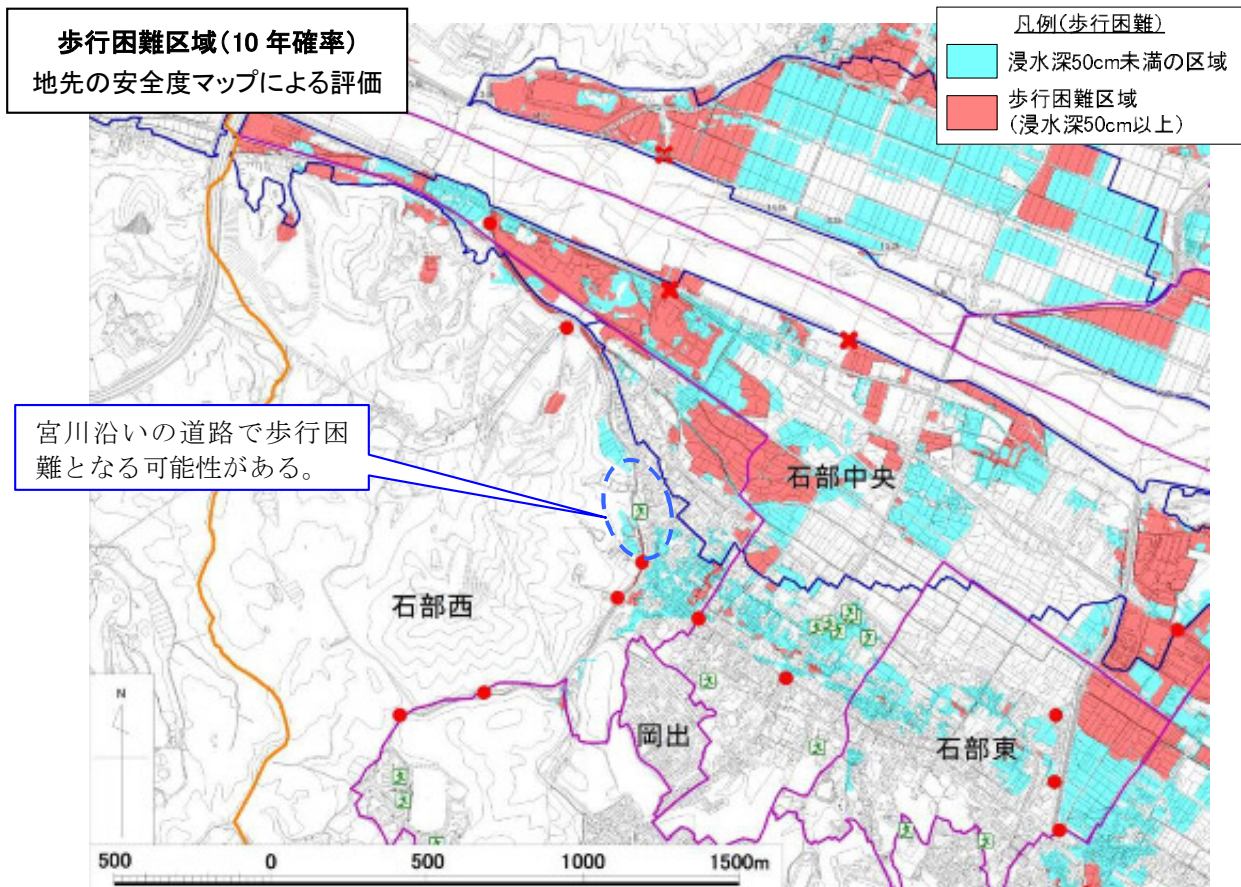 歩行困難区域(10年確率)
地先の安全度マップによる評価
凡例(歩行困難)
浸水深50cm未満の区域
歩行困難区域
(浸水深50cm以上)
宮川沿いの道路で歩行困
難となる可能性がある。
石部中央
石部西
岡出
石部東
N
500 0 500 1000 1500m